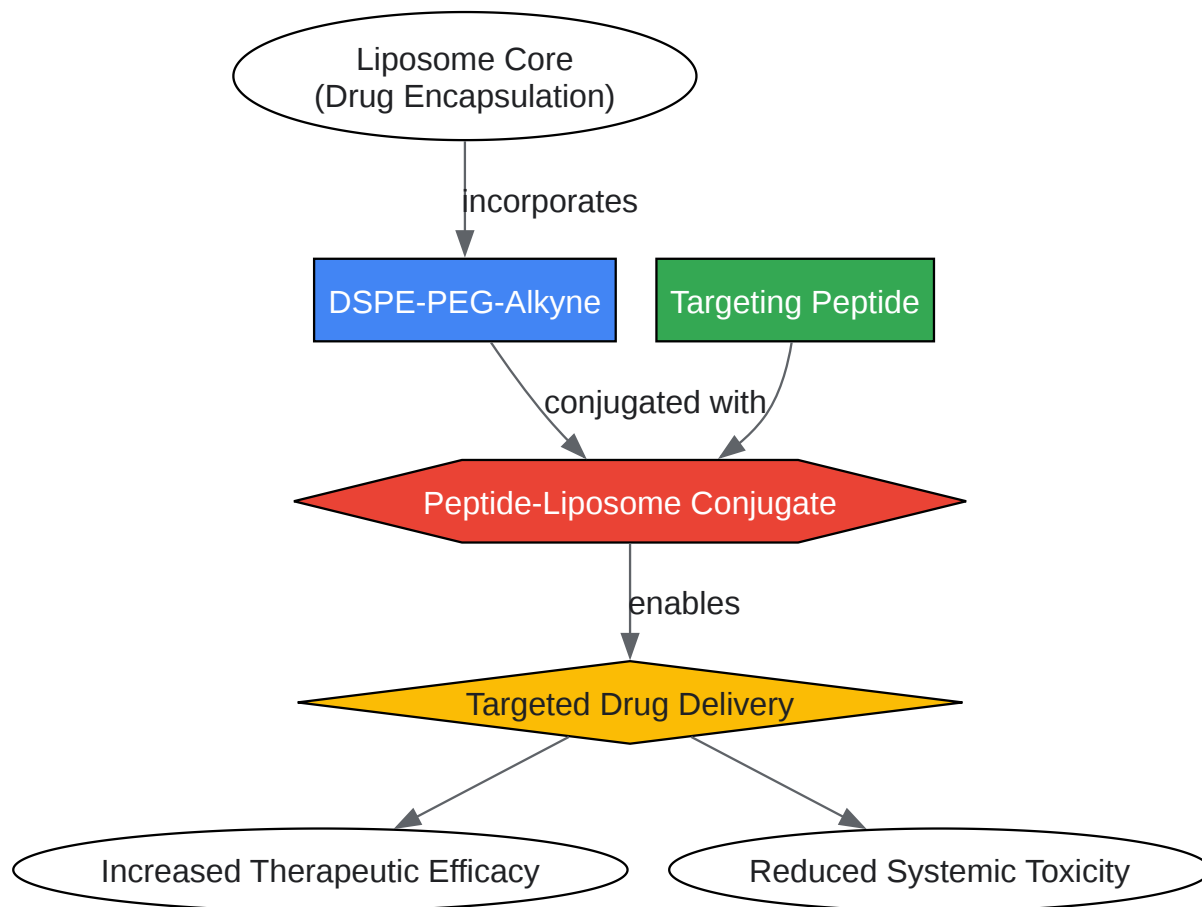 Liposome Core
(Drug Encapsulation)
incorporates
DSPE-PEG-Alkyne
Targeting Peptide
conjugated with
Peptide-Liposome Conjugate
enables
Targeted Drug Delivery
Increased Therapeutic Efficacy
Reduced Systemic Toxicity